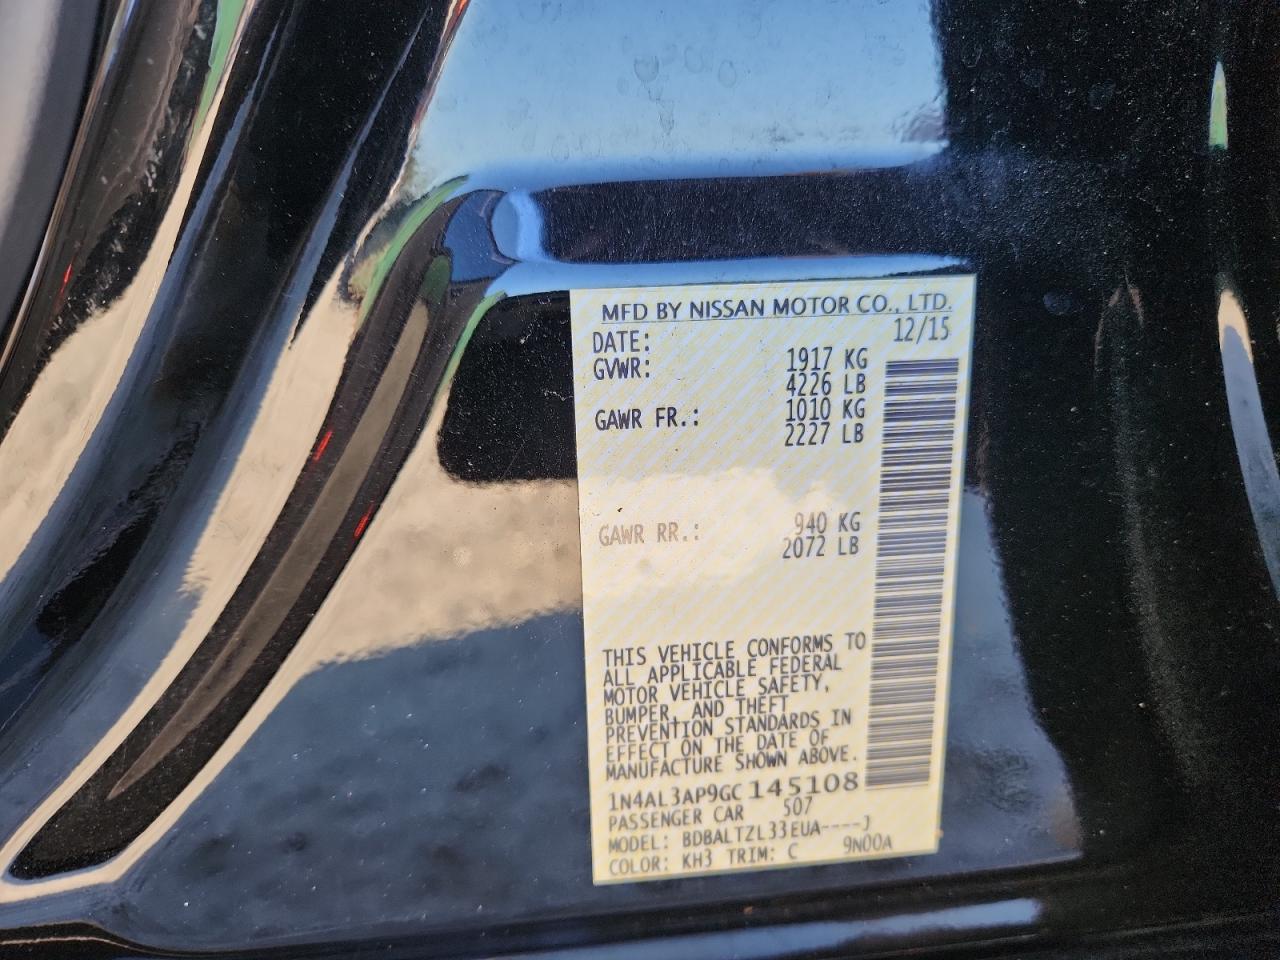 MFD BY NISSAN MOTOR CO., LTD.
DATE: 12/15
GVWR: 1917 KG
4226 LB
GAWR FR.: 1010 KG
2227 LB
GAWR RR.: 940 KG
2072 LB
THIS VEHICLE CONFORMS TO
ALL APPLICABLE FEDERAL
MOTOR VEHICLE SAFETY,
BUMPER, AND THEFT
PREVENTION STANDARDS IN
EFFECT ON THE DATE OF
MANUFACTURE SHOWN ABOVE.
1N4AL3AP9GC145108
PASSENGER CAR 507
MODEL: BDBALTZL33EUA----J
COLOR: KH3 TRIM: C 9N00A